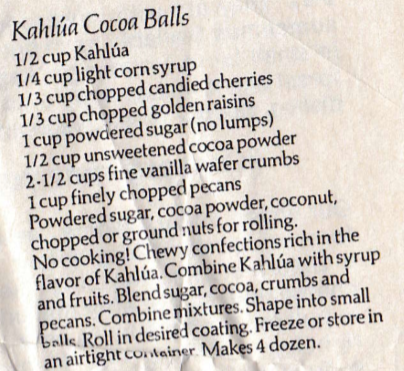 Kahlúa Cocoa Balls
1/2 cup Kahlúa
1/4 cup light corn syrup
1/3 cup chopped candied cherries
1/3 cup chopped golden raisins
1 cup powdered sugar (no lumps)
1/2 cup unsweetened cocoa powder
2-1/2 cups fine vanilla wafer crumbs
1 cup finely chopped pecans
Powdered sugar, cocoa powder, coconut,
chopped or ground nuts for rolling.
No cooking! Chewy confections rich in the
flavor of Kahlúa. Combine Kahlúa with syrup
and fruits. Blend sugar, cocoa, crumbs and
pecans. Combine mixtures. Shape into small
balls. Roll in desired coating. Freeze or store in
an airtight container. Makes 4 dozen.